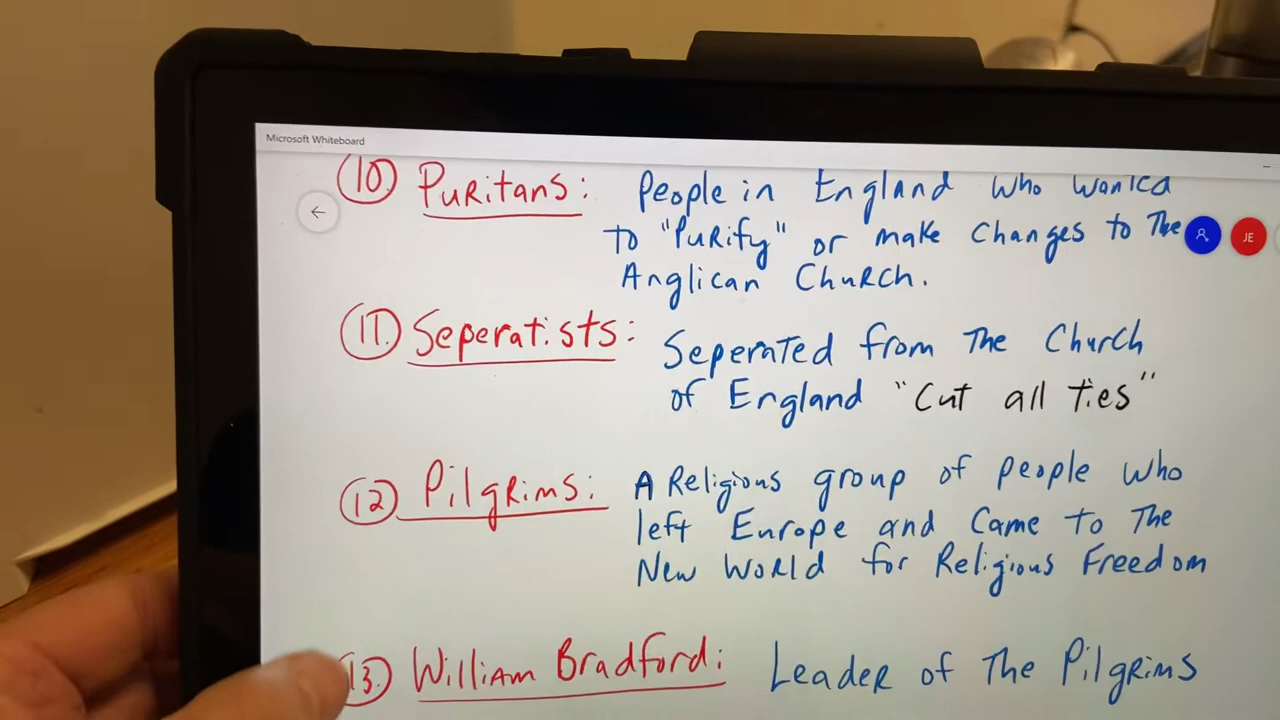 Microsoft Whiteboard
10. Puritans: People in England who wanted
to "Purify" or make changes to The
Anglican Church.
JE
11. Seperatists: Seperated from The Church
of England "Cut all Ties"
12. Pilgrims: A Religious group of people who
left Europe and Came to The
New World for Religious Freedom
13. William Bradford: Leader of The Pilgrims